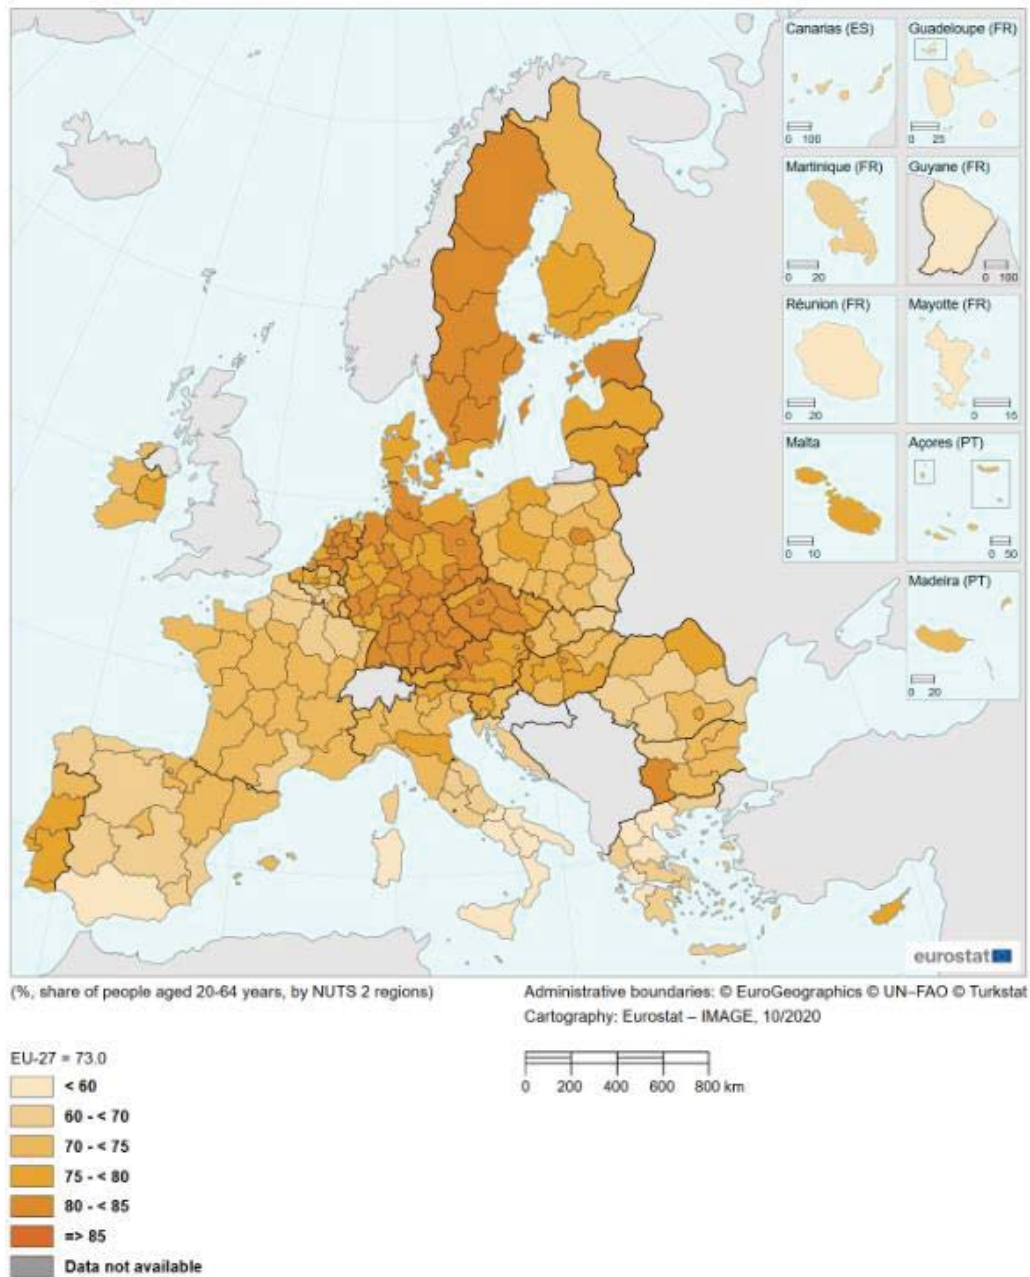 Canarias (ES)
0 100
Guadeloupe (FR)
0 25
Martinique (FR)
0 20
Guyane (FR)
0 100
Réunion (FR)
0 20
Mayotte (FR)
0 15
Malta
0 10
Açores (PT)
0 50
Madeira (PT)
0 20
eurostat
(%, share of people aged 20-64 years, by NUTS 2 regions)
Administrative boundaries: © EuroGeographics © UN–FAO © Turkstat
Cartography: Eurostat – IMAGE, 10/2020
0 200 400 600 800 km
EU-27 = 73.0
< 60
60 - < 70
70 - < 75
75 - < 80
80 - < 85
=> 85
Data not available